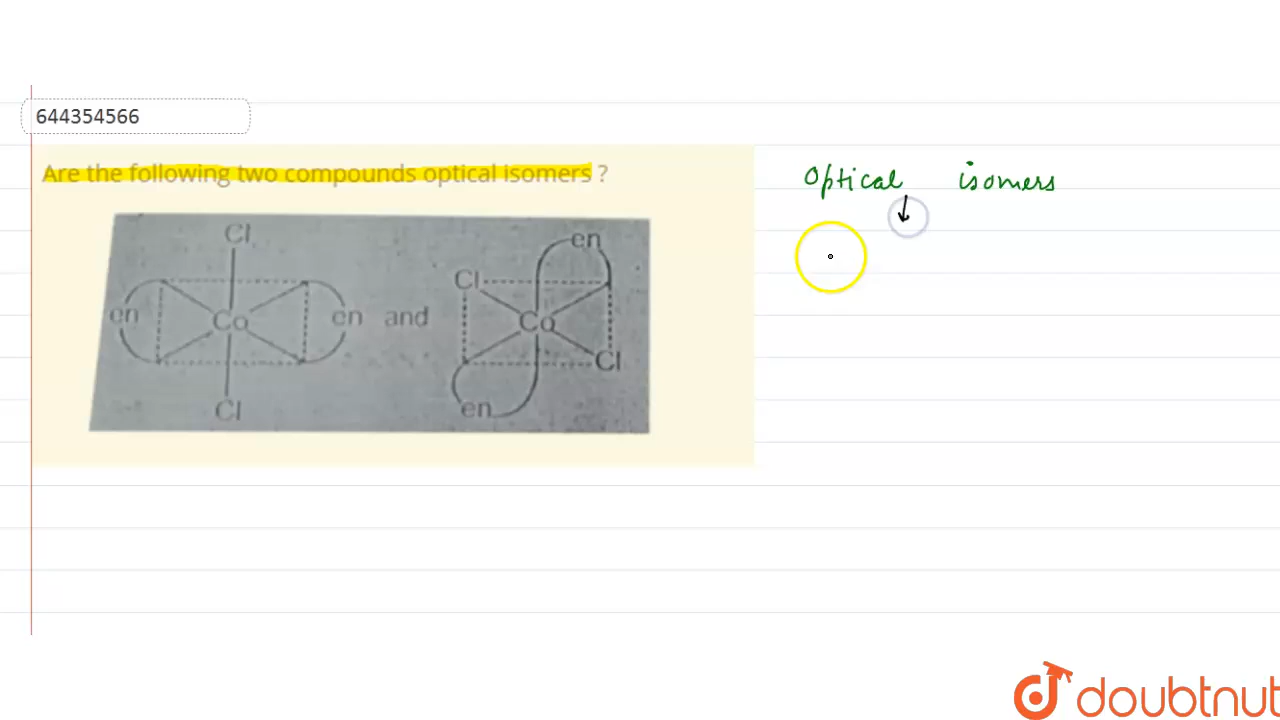 644354566
Are the following two compounds optical isomers ?
Optical isomers
Cl
en Co en and
Cl
en
Cl
Co
Cl
en
doubtnut